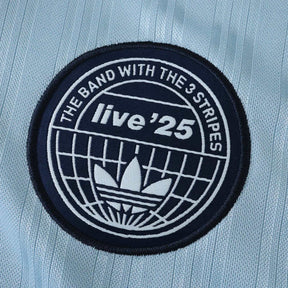 THE BAND WITH THE 3 STRIPES
live '25